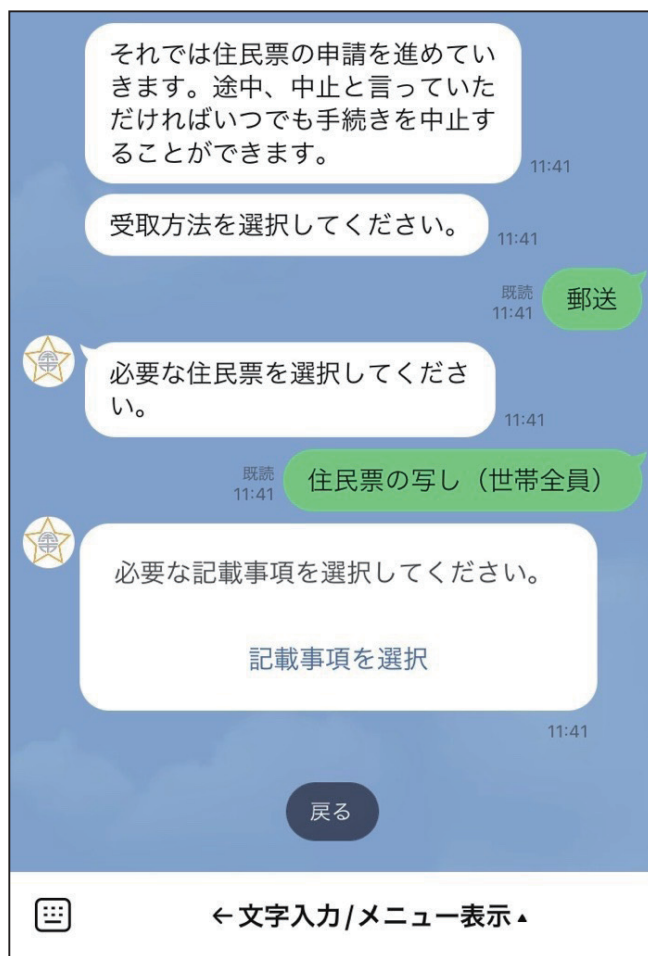 それでは住民票の申請を進めてい
きます。途中、中止と言っていた
だければいつでも手続きを中止す
ることができます。
11:41
受取方法を選択してください。
11:41
既読
11:41
郵送
必要な住民票を選択してくださ
い。
11:41
既読
11:41
住民票の写し（世帯全員）
必要な記載事項を選択してください。
記載事項を選択
11:41
戻る
←文字入力/メニュー表示▲